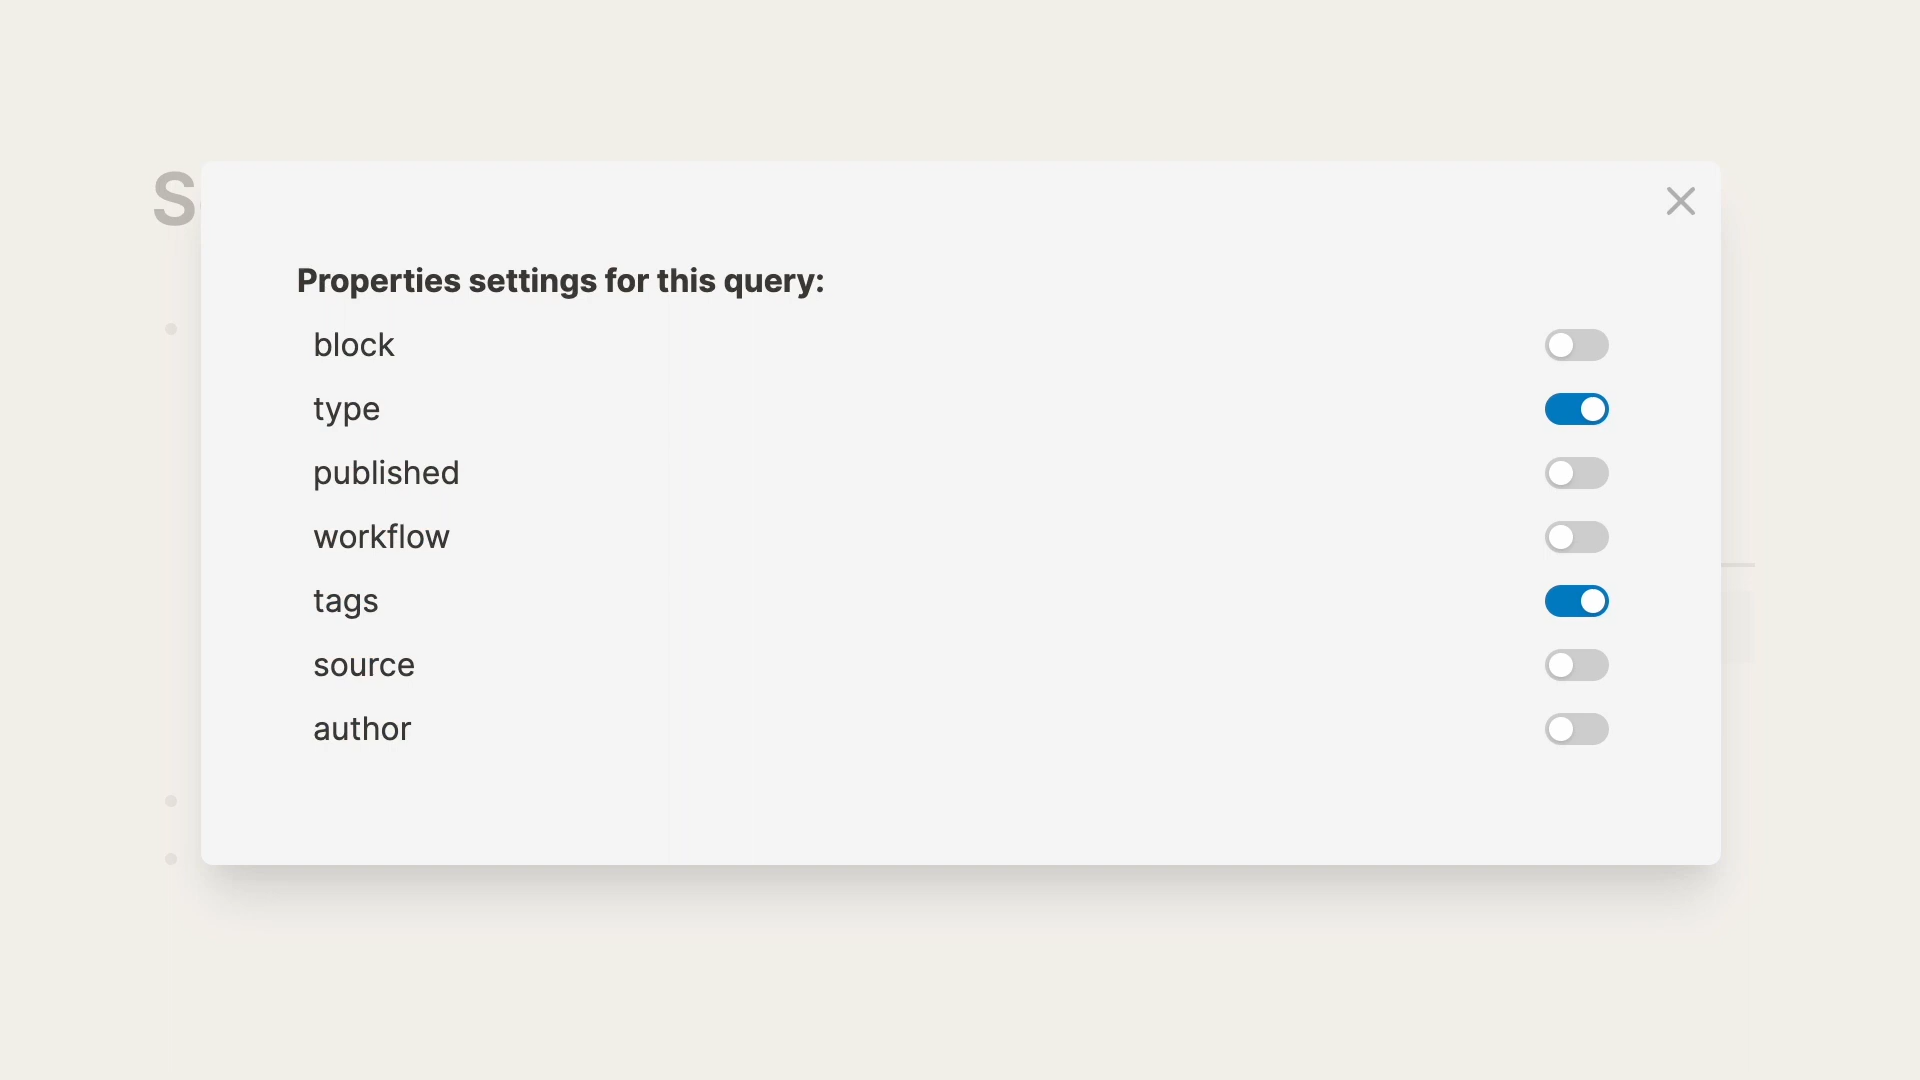 Properties settings for this query:
block
type
published
workflow
tags
source
author